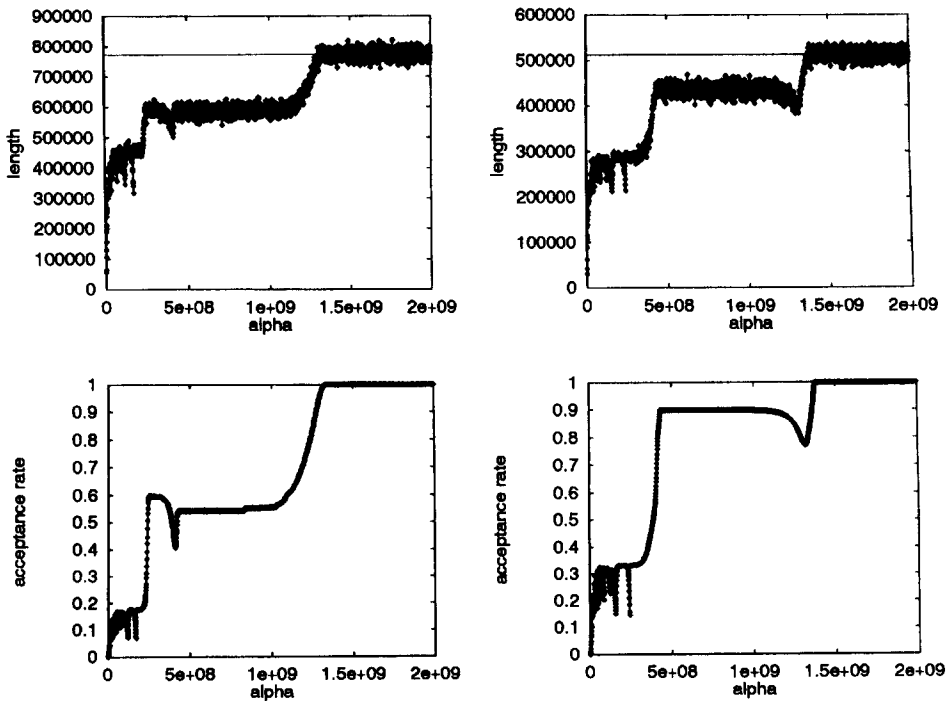 900000
800000
700000
600000
500000
400000
300000
200000
100000
0
length
0
5e+08
1e+09
1.5e+09
2e+09
alpha
600000
500000
400000
300000
200000
100000
0
length
0
5e+08
1e+09
1.5e+09
2e+09
alpha
1
0.9
0.8
0.7
0.6
0.5
0.4
0.3
0.2
0.1
0
acceptance rate
0
5e+08
1e+09
1.5e+09
2e+09
alpha
1
0.9
0.8
0.7
0.6
0.5
0.4
0.3
0.2
0.1
0
acceptance rate
0
5e+08
1e+09
1.5e+09
2e+09
alpha